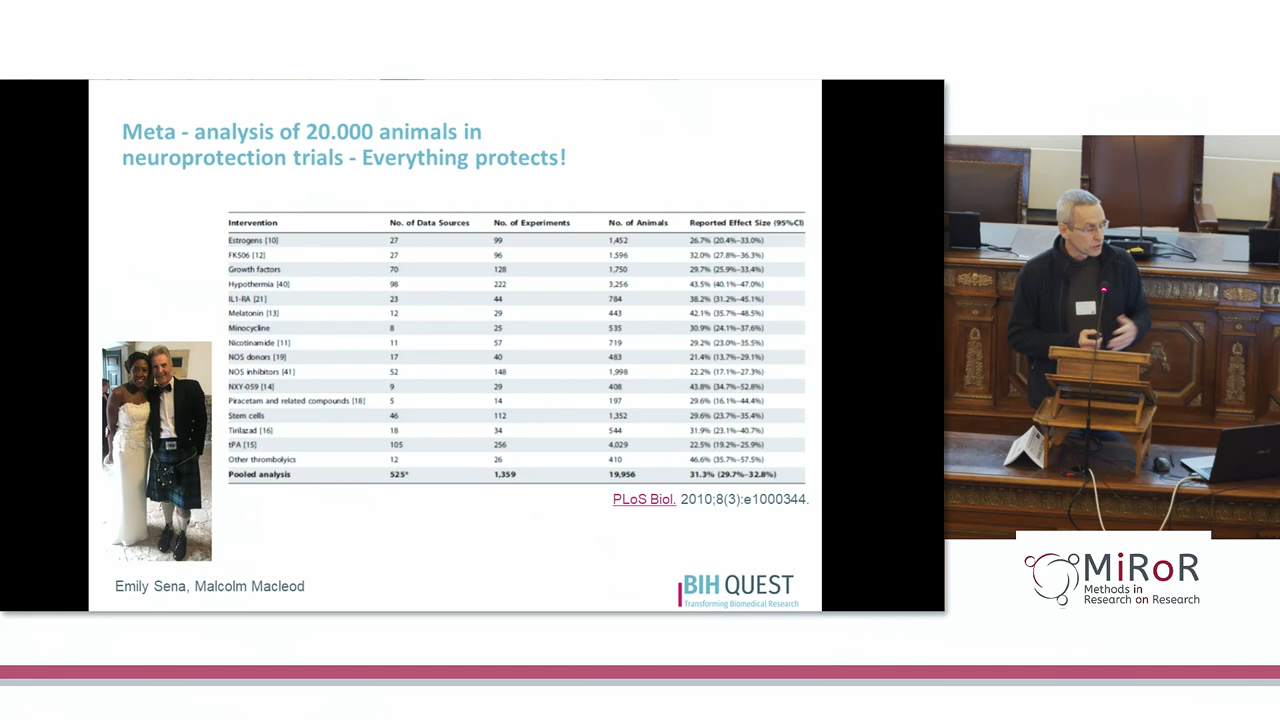 Meta - analysis of 20.000 animals in
neuroprotection trials - Everything protects!
Intervention No. of Data Sources No. of Experiments No. of Animals Reported Effect Size (95%CI)
Estrogens [10] 27 99 1,452 26.7% (20.4%–33.0%)
FK506 [12] 27 96 1,596 32.0% (27.8%–36.3%)
Growth factors 70 128 1,750 29.7% (25.9%–33.4%)
Hypothermia [40] 98 222 3,256 43.5% (40.1%–47.0%)
IL1-RA [21] 23 44 784 38.2% (31.2%–45.1%)
Melatonin [13] 12 29 443 42.1% (35.7%–48.5%)
Minocycline 8 25 535 30.9% (24.1%–37.6%)
Nicotinamide [11] 11 57 719 29.2% (23.0%–35.5%)
NOS donors [19] 17 40 483 21.4% (13.7%–29.1%)
NOS inhibitors [41] 52 148 1,998 22.2% (17.1%–27.3%)
NXY-059 [14] 9 29 408 43.8% (34.7%–52.8%)
Piracetam and related compounds [18] 5 14 197 29.6% (16.1%–44.4%)
Stem cells 46 112 1,352 29.6% (23.7%–35.4%)
Tirilazad [16] 18 34 544 31.9% (23.1%–40.7%)
tPA [15] 105 256 4,029 22.5% (19.2%–25.9%)
Other thrombolyics 12 26 410 46.6% (35.7%–57.5%)
Pooled analysis 525* 1,359 19,956 31.3% (29.7%–32.8%)
PLoS Biol. 2010;8(3):e1000344.
Emily Sena, Malcolm Macleod
BIH QUEST
Transforming Biomedical Research
MiRoR
Methods in
Research on Research